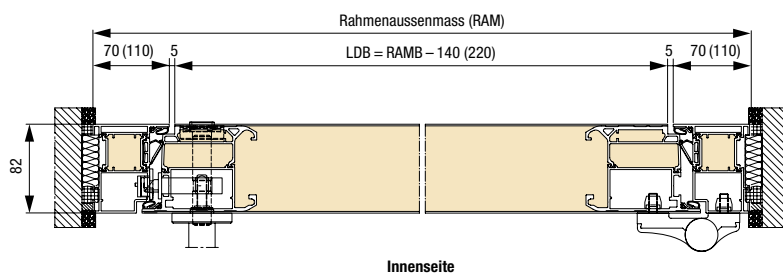 Rahmenaussenmass (RAM)
70 (110) 5 LDB = RAMB – 140 (220) 5 70 (110)
82
Innenseite